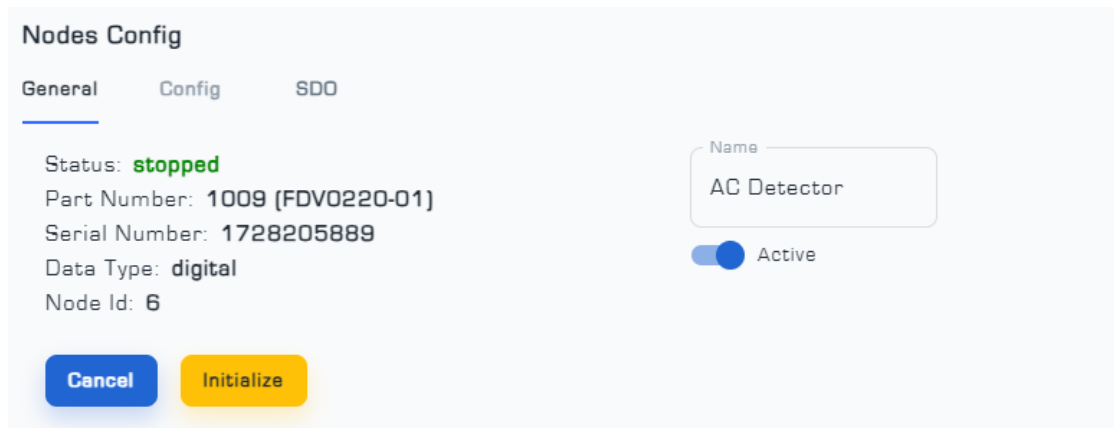 Nodes Config
General Config SDO
Status: stopped
Part Number: 1009 (FDV0220-01)
Serial Number: 1728205889
Data Type: digital
Node Id: 6
Name
AC Detector
Active
Cancel Initialize